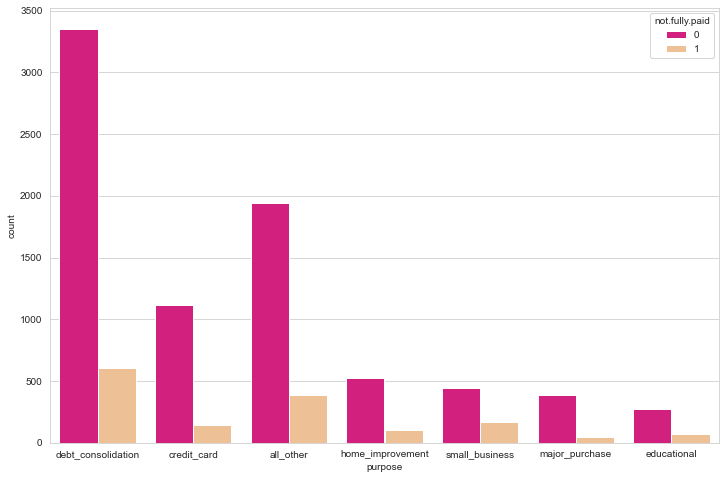 not.fully.paid
0
1
3500
3000
2500
2000
1500
1000
500
0
count
debt_consolidation credit_card all_other home_improvement small_business major_purchase educational
purpose